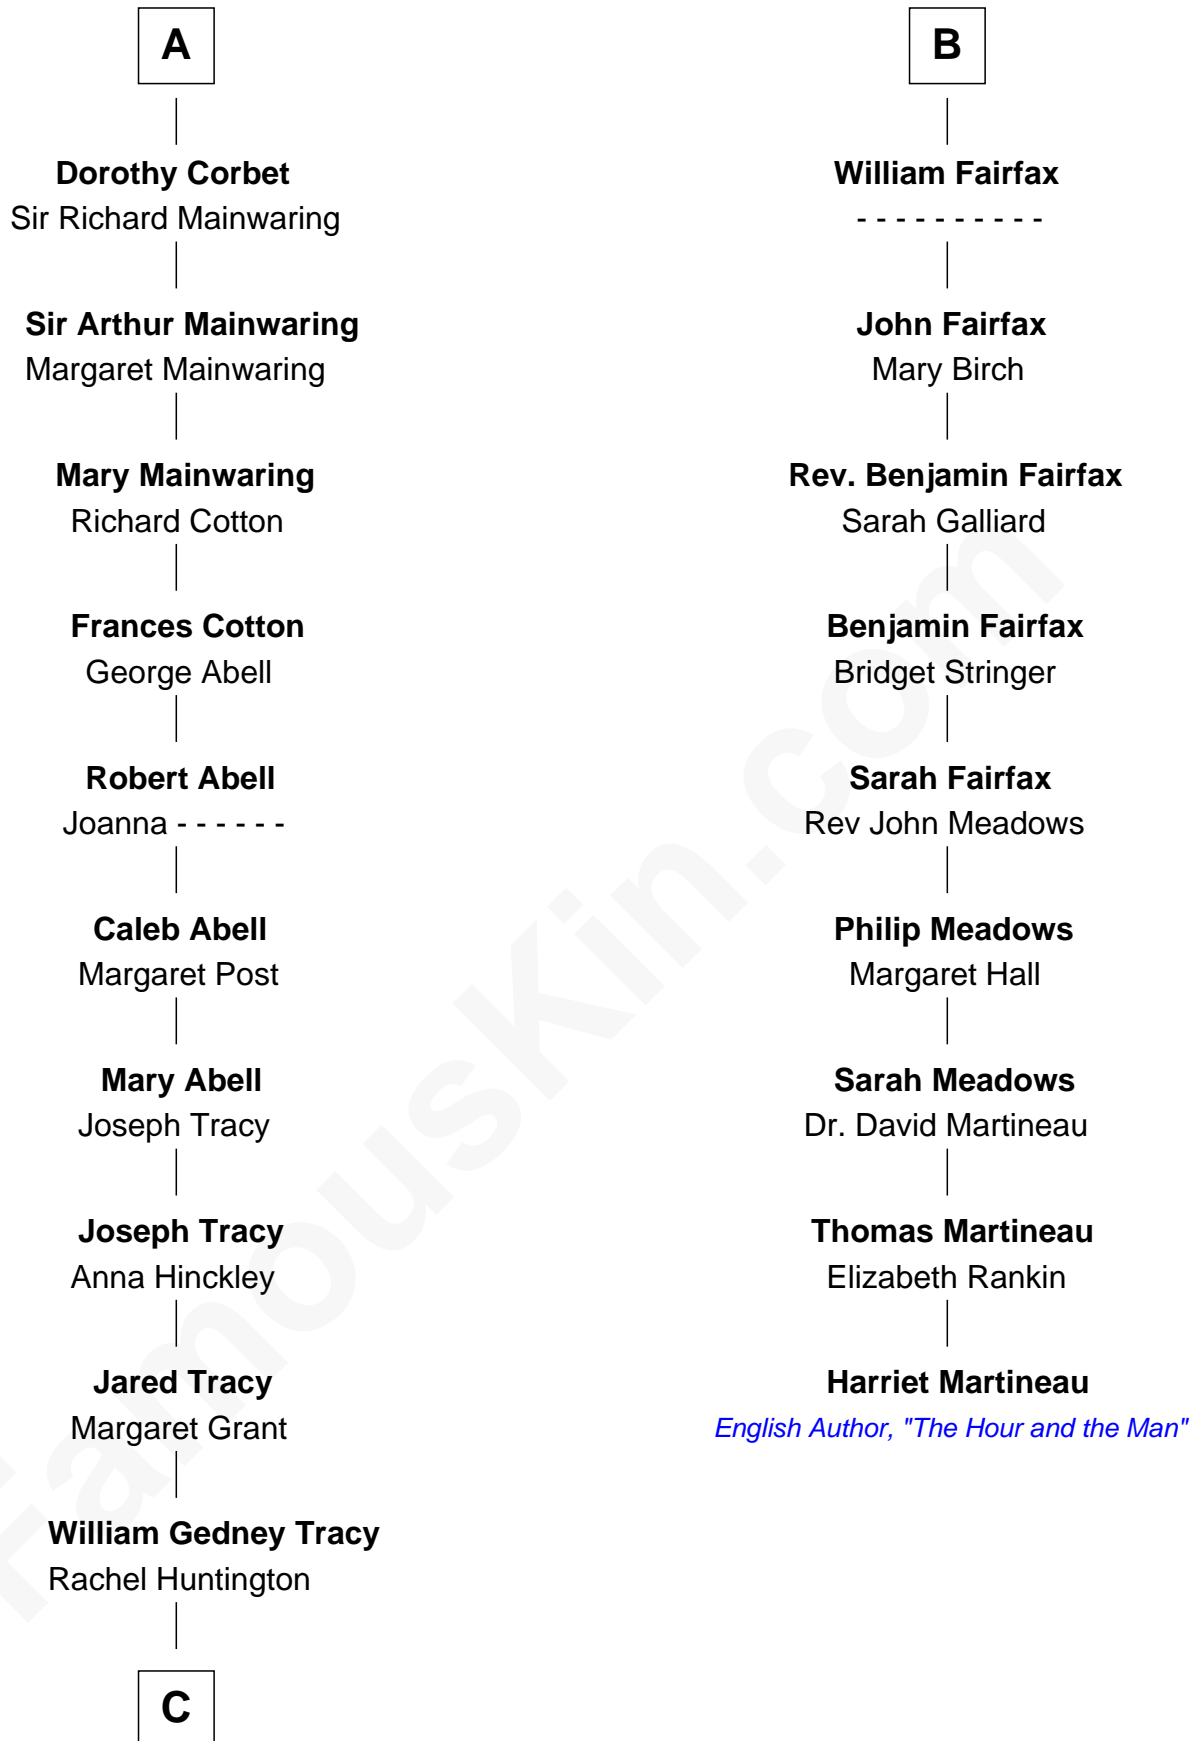 A
Dorothy Corbet
Sir Richard Mainwaring
Sir Arthur Mainwaring
Margaret Mainwaring
Mary Mainwaring
Richard Cotton
Frances Cotton
George Abell
Robert Abell
Joanna - - - - - -
Caleb Abell
Margaret Post
Mary Abell
Joseph Tracy
Joseph Tracy
Anna Hinckley
Jared Tracy
Margaret Grant
William Gedney Tracy
Rachel Huntington
C
B
William Fairfax
- - - - - - - - - -
John Fairfax
Mary Birch
Rev. Benjamin Fairfax
Sarah Galliard
Benjamin Fairfax
Bridget Stringer
Sarah Fairfax
Rev John Meadows
Philip Meadows
Margaret Hall
Sarah Meadows
Dr. David Martineau
Thomas Martineau
Elizabeth Rankin
Harriet Martineau
English Author, "The Hour and the Man"
FamousKin.com